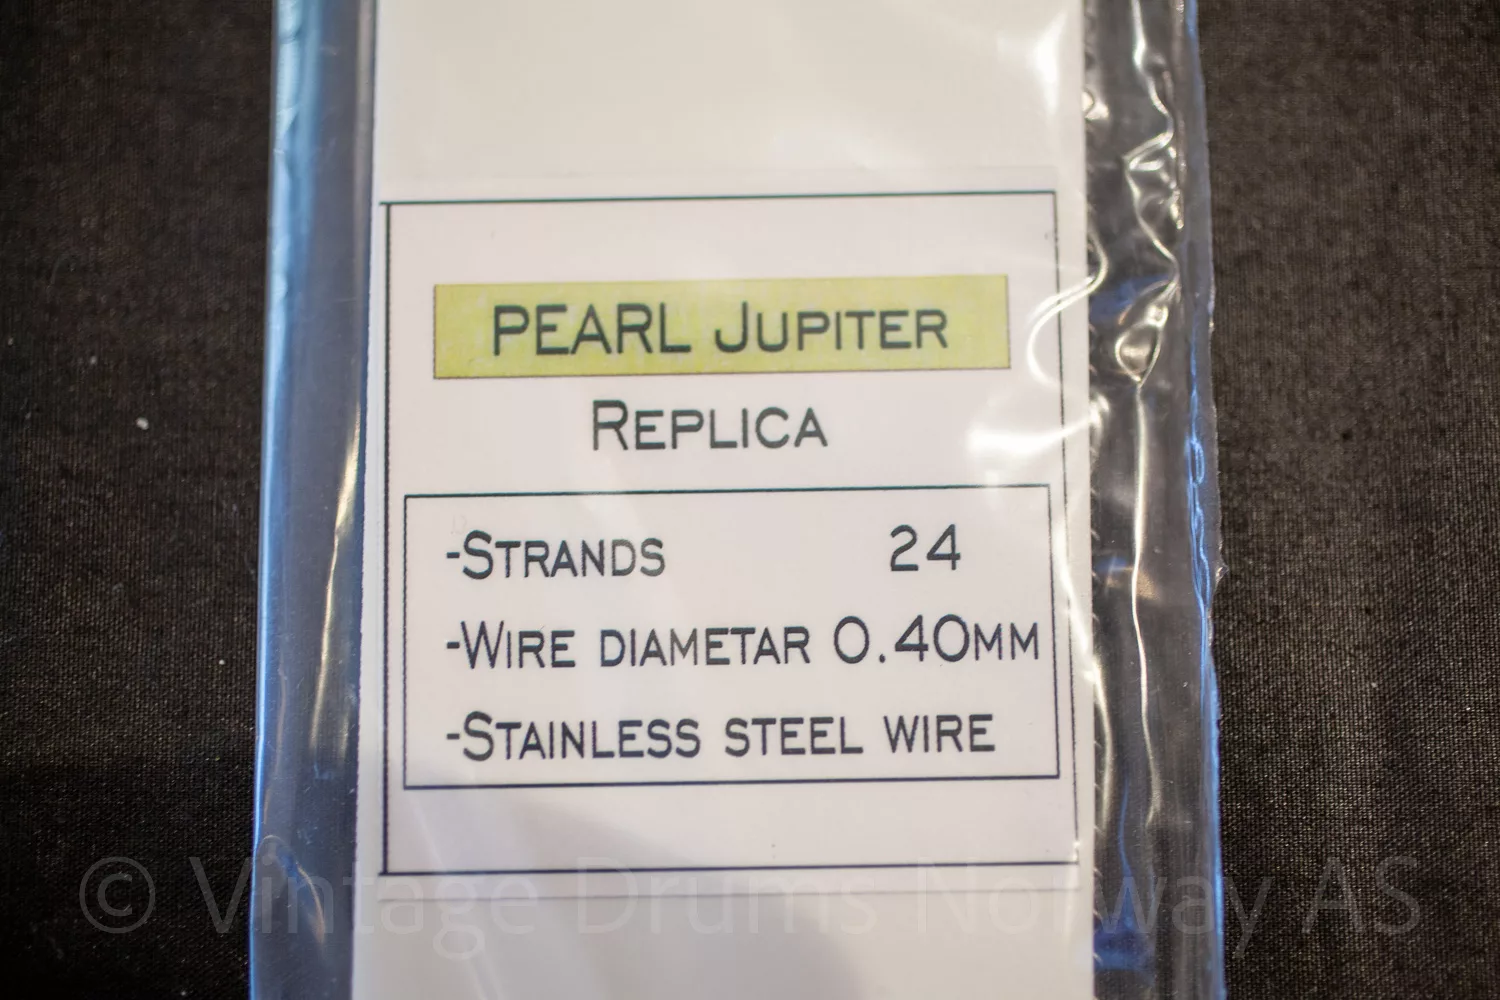 PEARL JUPITER
REPLICA
-STRANDS 24
-WIRE DIAMETAR 0.40MM
-STAINLESS STEEL WIRE
© Vintage Drums Norway AS